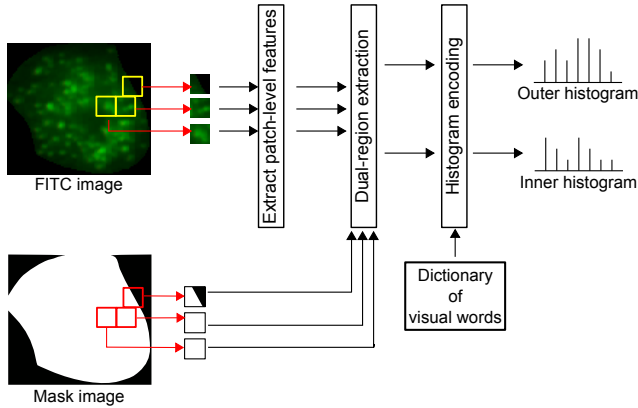 FITC image
Extract patch-level features
Dual-region extraction
Histogram encoding
Outer histogram
Inner histogram
Dictionary
of
visual words
Mask image